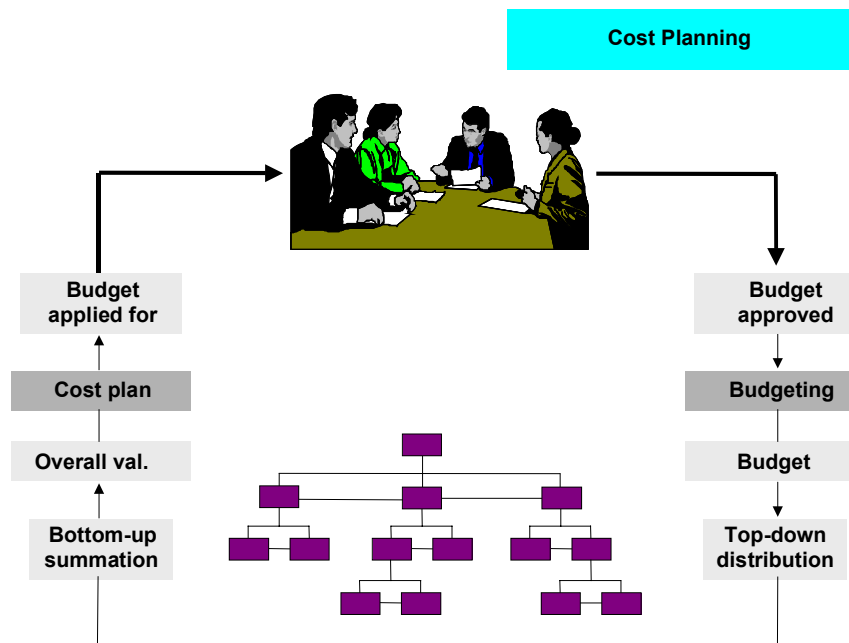 Cost Planning
Budget
applied for
Budget
approved
Cost plan
Budgeting
Overall val.
Budget
Bottom-up
summation
Top-down
distribution